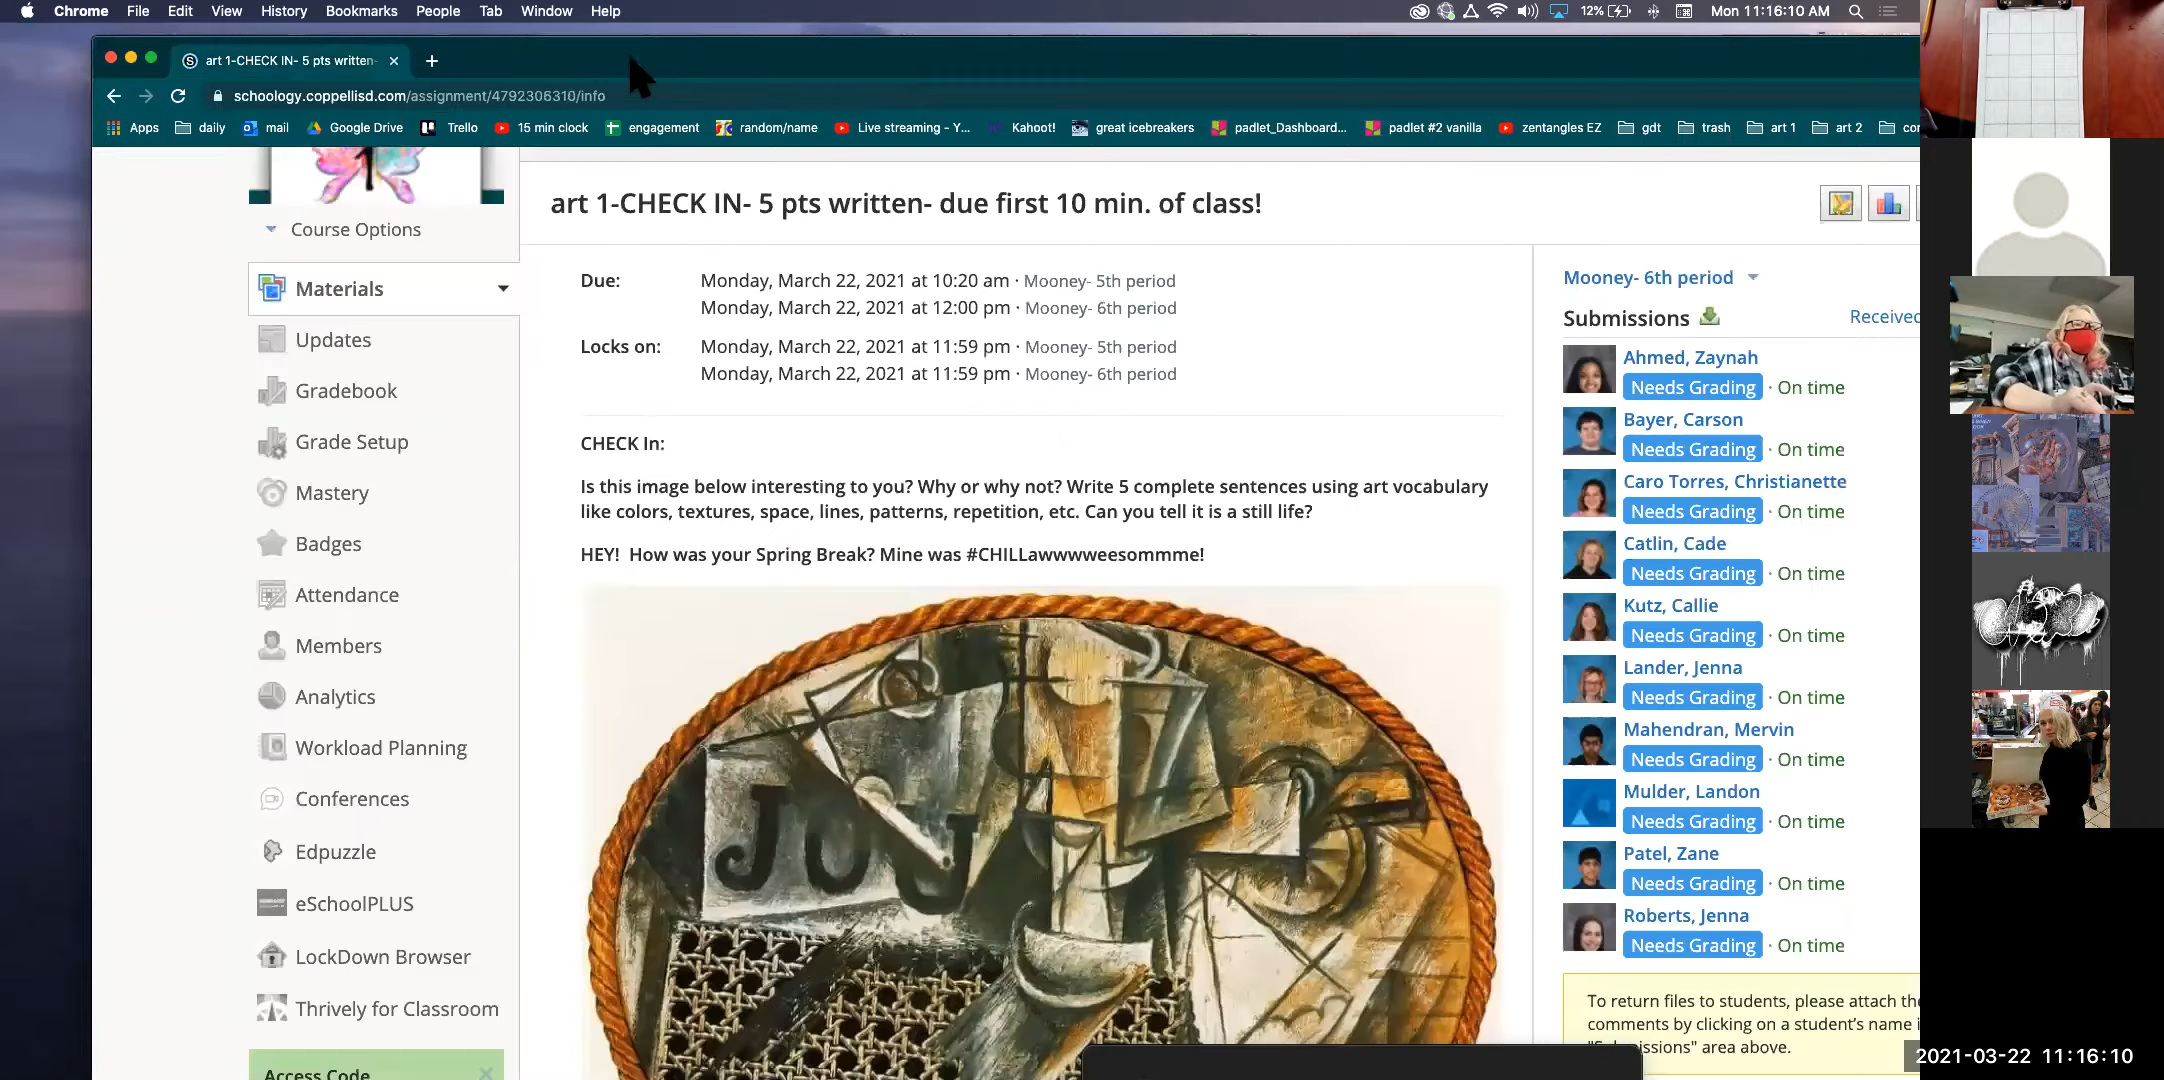 Chrome File Edit View History Bookmarks People Tab Window Help
12% Mon 11:16:10 AM
art 1-CHECK IN- 5 pts written-
schoology.coppellisd.com/assignment/4792306310/info
Apps daily mail Google Drive Trello 15 min clock engagement random/name Live streaming - Y... Kahoot! great icebreakers padlet_Dashboard... padlet #2 vanilla zentangles EZ gdt trash art 1 art 2
Course Options
Materials
Updates
Gradebook
Grade Setup
Mastery
Badges
Attendance
Members
Analytics
Workload Planning
Conferences
Edpuzzle
eSchoolPLUS
LockDown Browser
Thrively for Classroom
Access Code
art 1-CHECK IN- 5 pts written- due first 10 min. of class!
Due: Monday, March 22, 2021 at 10:20 am · Mooney- 5th period
Monday, March 22, 2021 at 12:00 pm · Mooney- 6th period
Locks on: Monday, March 22, 2021 at 11:59 pm · Mooney- 5th period
Monday, March 22, 2021 at 11:59 pm · Mooney- 6th period
CHECK In:
Is this image below interesting to you? Why or why not? Write 5 complete sentences using art vocabulary
like colors, textures, space, lines, patterns, repetition, etc. Can you tell it is a still life?
HEY! How was your Spring Break? Mine was #CHILLawwwweesommme!
JOU
Mooney- 6th period
Submissions Received
Ahmed, Zaynah
Needs Grading · On time
Bayer, Carson
Needs Grading · On time
Caro Torres, Christianette
Needs Grading · On time
Catlin, Cade
Needs Grading · On time
Kutz, Callie
Needs Grading · On time
Lander, Jenna
Needs Grading · On time
Mahendran, Mervin
Needs Grading · On time
Mulder, Landon
Needs Grading · On time
Patel, Zane
Needs Grading · On time
Roberts, Jenna
Needs Grading · On time
To return files to students, please attach the
comments by clicking on a student's name i
area above.
2021-03-22 11:16:10